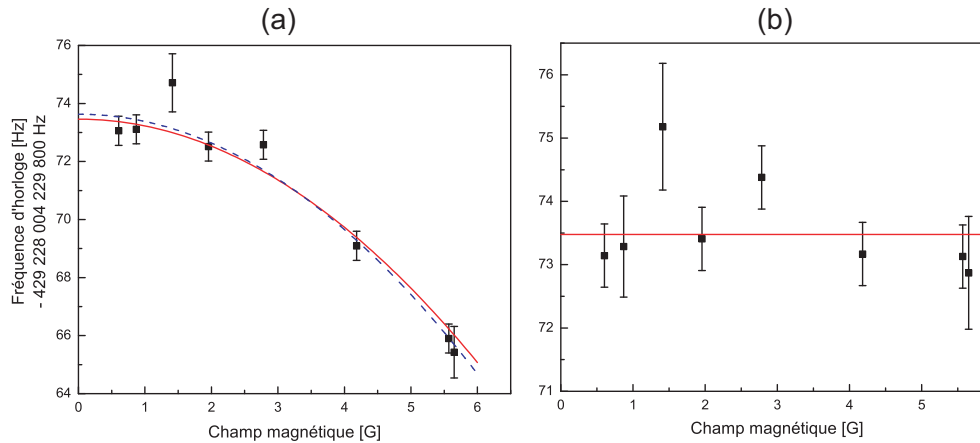 (a)
(b)
Fréquence d'horloge [Hz]
- 429 228 004 229 800 Hz
76
74
72
70
68
66
64
0 1 2 3 4 5 6
Champ magnétique [G]
76
75
74
73
72
71
0 1 2 3 4 5
Champ magnétique [G]